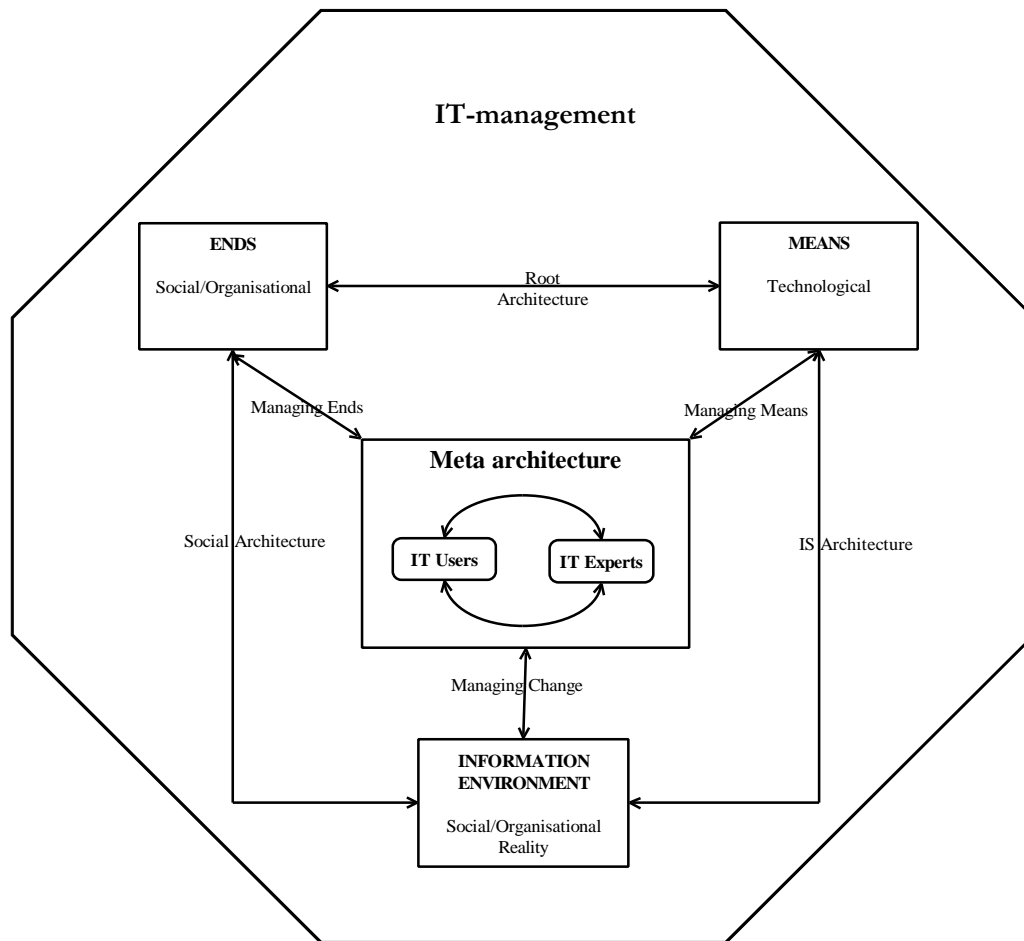 IT-management
ENDS
Social/Organisational
MEANS
Technological
Root
Architecture
Managing Ends
Managing Means
Meta architecture
Social Architecture
IT Users
IT Experts
IS Architecture
Managing Change
INFORMATION
ENVIRONMENT
Social/Organisational
Reality